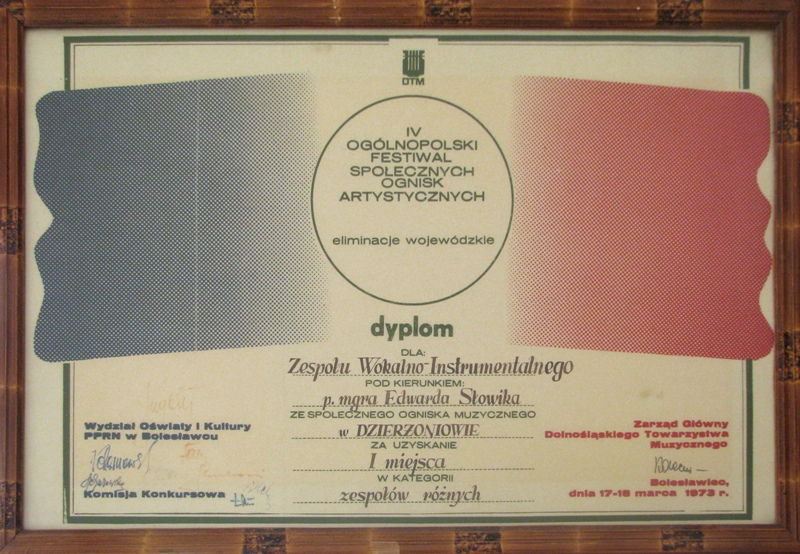 DTM
IV
OGÓLNOPOLSKI
FESTIWAL
SPOŁECZNYCH
OGNISK
ARTYSTYCZNYCH
eliminacje wojewódzkie
dyplom
DLA:
Zespołu Wokalno-Instrumentalnego
POD KIERUNKIEM:
p. mgra Edwarda Słowika
ZE SPOŁECZNEGO OGNISKA MUZYCZNEGO
w DZIERŻONIOWIE
ZA UZYSKANIE
I miejsca
W KATEGORII
zespołów różnych
Wydział Oświaty i Kultury
PPRN w Bolesławcu
Komisja Konkursowa
Zarząd Główny
Dolnośląskiego Towarzystwa
Muzycznego
Bolesławiec,
dnia 17-18 marca 1973 r.